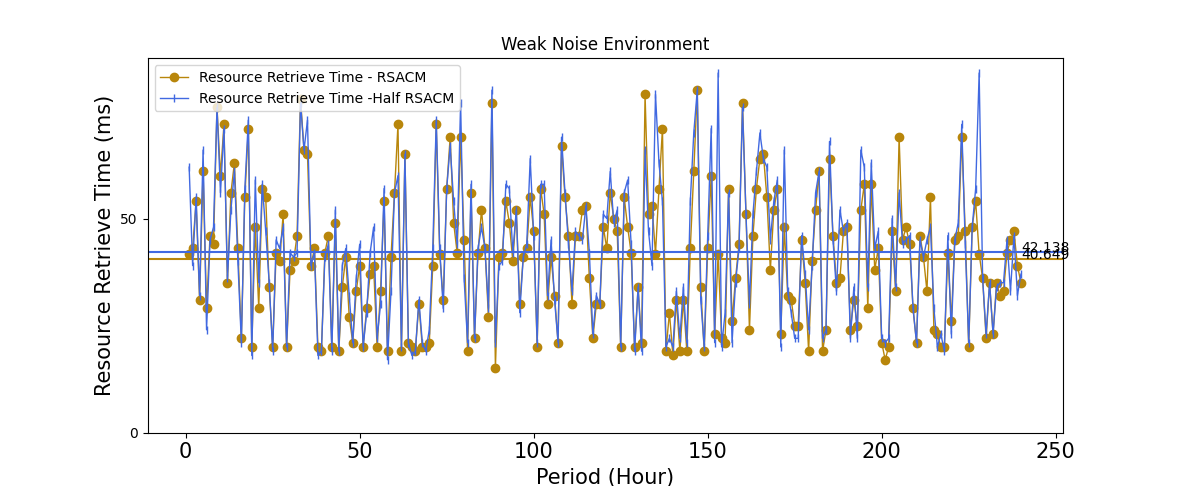 Weak Noise Environment
Resource Retrieve Time - RSACM
Resource Retrieve Time -Half RSACM
Resource Retrieve Time (ms)
50
0
42.138
40.649
0 50 100 150 200 250
Period (Hour)